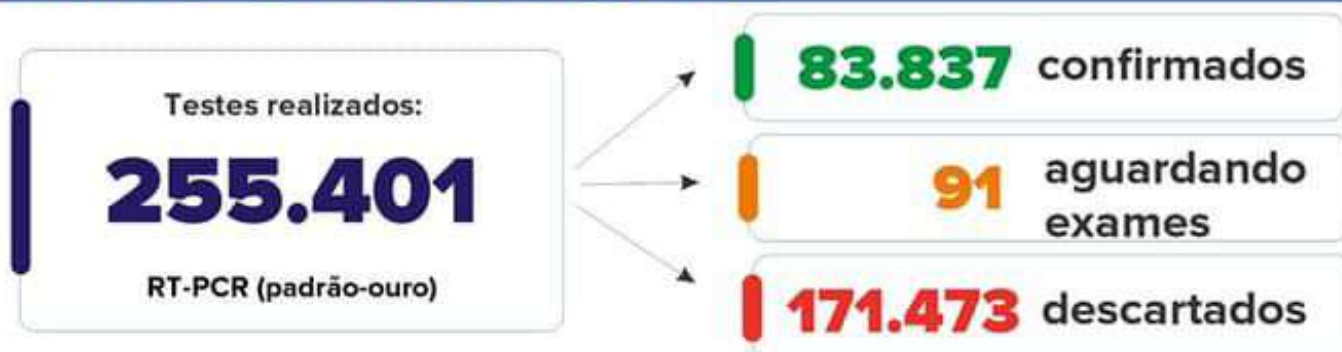 Testes realizados:
255.401
RT-PCR (padrão-ouro)
83.837 confirmados
91 aguardando
exames
171.473 descartados